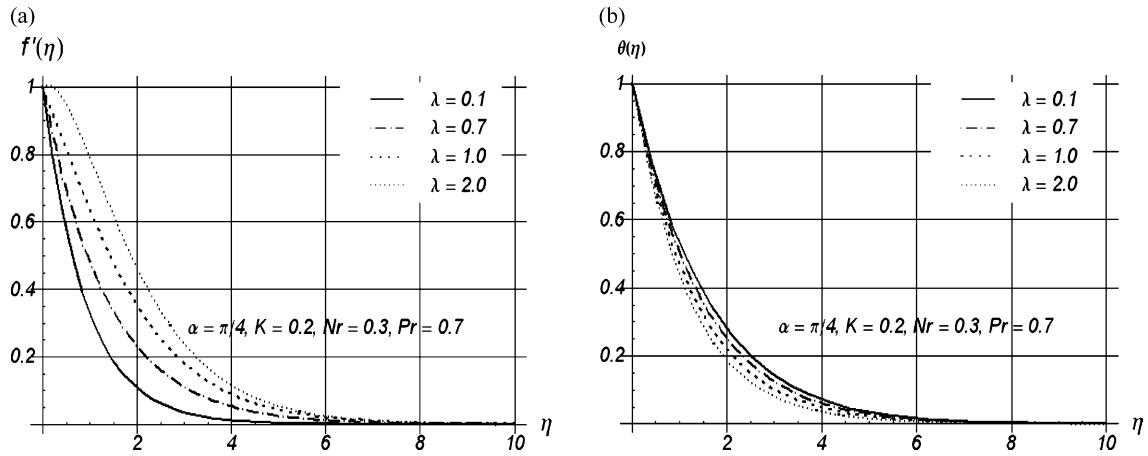 (a)
f'(η)
1
0.8
0.6
0.4
0.2
λ = 0.1
λ = 0.7
λ = 1.0
λ = 2.0
α = π/4, K = 0.2, Nr = 0.3, Pr = 0.7
2 4 6 8 10 η
(b)
θ(η)
1
0.8
0.6
0.4
0.2
λ = 0.1
λ = 0.7
λ = 1.0
λ = 2.0
α = π/4, K = 0.2, Nr = 0.3, Pr = 0.7
2 4 6 8 10 η